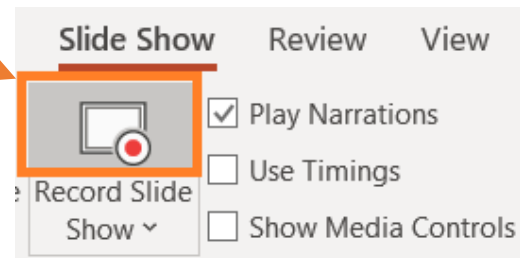 Slide Show Review View
Play Narrations
Use Timings
Record Slide
Show
Show Media Controls